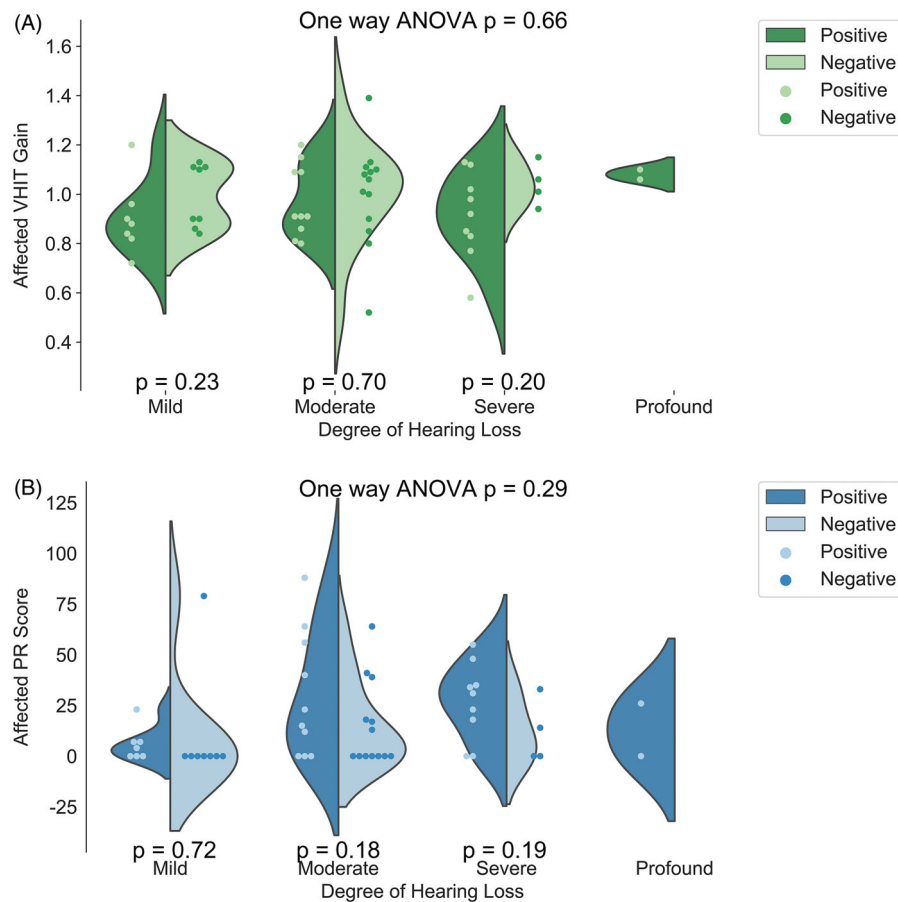 (A)
One way ANOVA p = 0.66
Positive
Negative
Positive
Negative
1.6
1.4
1.2
1.0
0.8
0.6
0.4
Affected VHIT Gain
p = 0.23
p = 0.70
p = 0.20
Mild
Moderate
Severe
Profound
Degree of Hearing Loss
(B)
One way ANOVA p = 0.29
Positive
Negative
Positive
Negative
125
100
75
50
25
0
-25
Affected PR Score
p = 0.72
p = 0.18
p = 0.19
Mild
Moderate
Severe
Profound
Degree of Hearing Loss